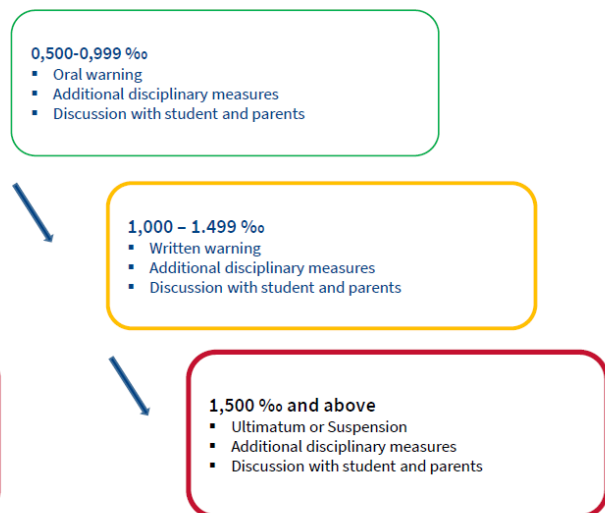 0,500-0,999 ‰
▪ Oral warning
▪ Additional disciplinary measures
▪ Discussion with student and parents
1,000 – 1.499 ‰
▪ Written warning
▪ Additional disciplinary measures
▪ Discussion with student and parents
1,500 ‰ and above
▪ Ultimatum or Suspension
▪ Additional disciplinary measures
▪ Discussion with student and parents